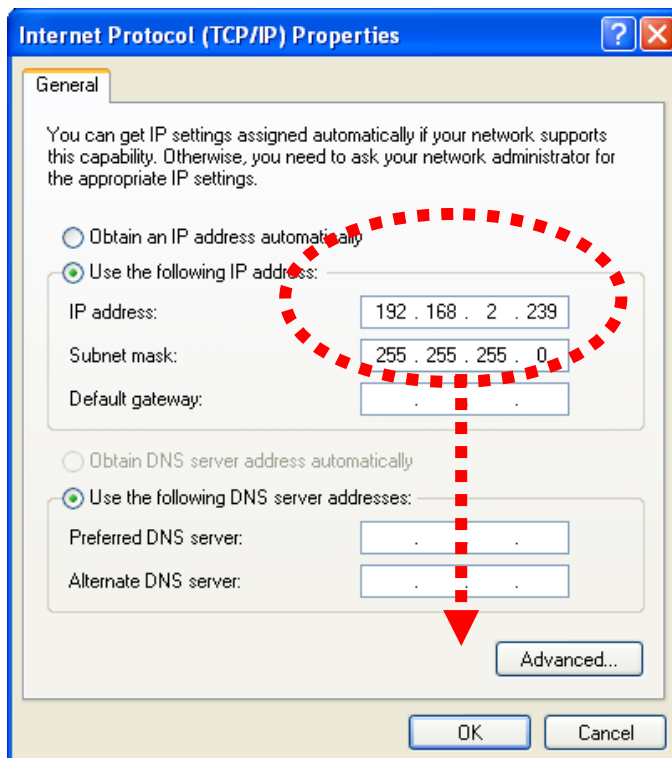 Internet Protocol (TCP/IP) Properties
General
You can get IP settings assigned automatically if your network supports
this capability. Otherwise, you need to ask your network administrator for
the appropriate IP settings.
Obtain an IP address automatically
Use the following IP address:
IP address: 192 . 168 . 2 . 239
Subnet mask: 255 . 255 . 255 . 0
Default gateway: . . .
Obtain DNS server address automatically
Use the following DNS server addresses:
Preferred DNS server: . . .
Alternate DNS server: . . .
Advanced...
OK Cancel